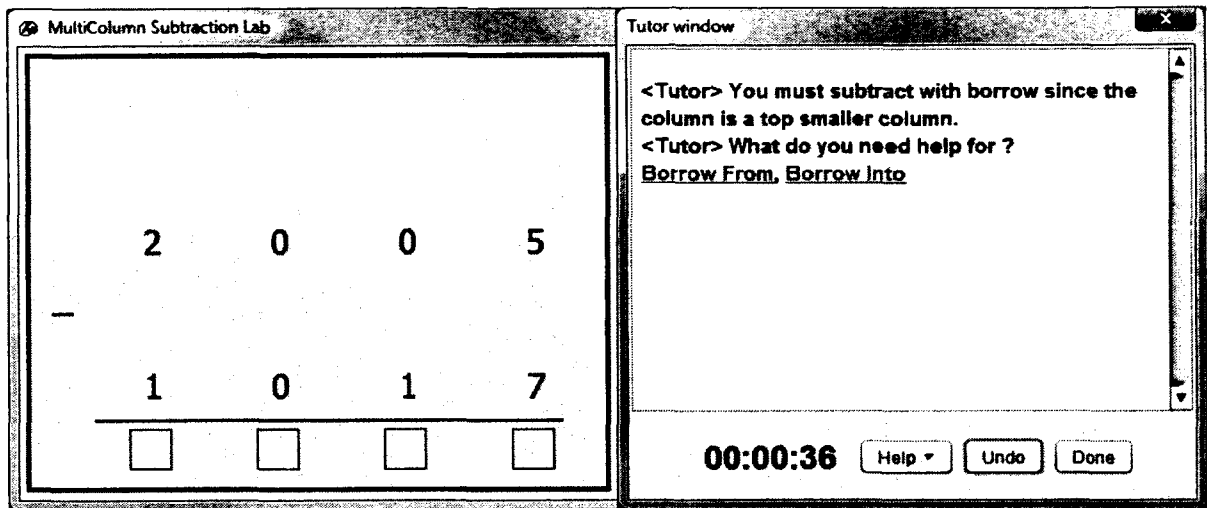 MultiColumn Subtraction Lab
2 0 0 5
−
1 0 1 7
Tutor window
<Tutor> You must subtract with borrow since the
column is a top smaller column.
<Tutor> What do you need help for ?
Borrow From, Borrow Into
00:00:36 Help Undo Done